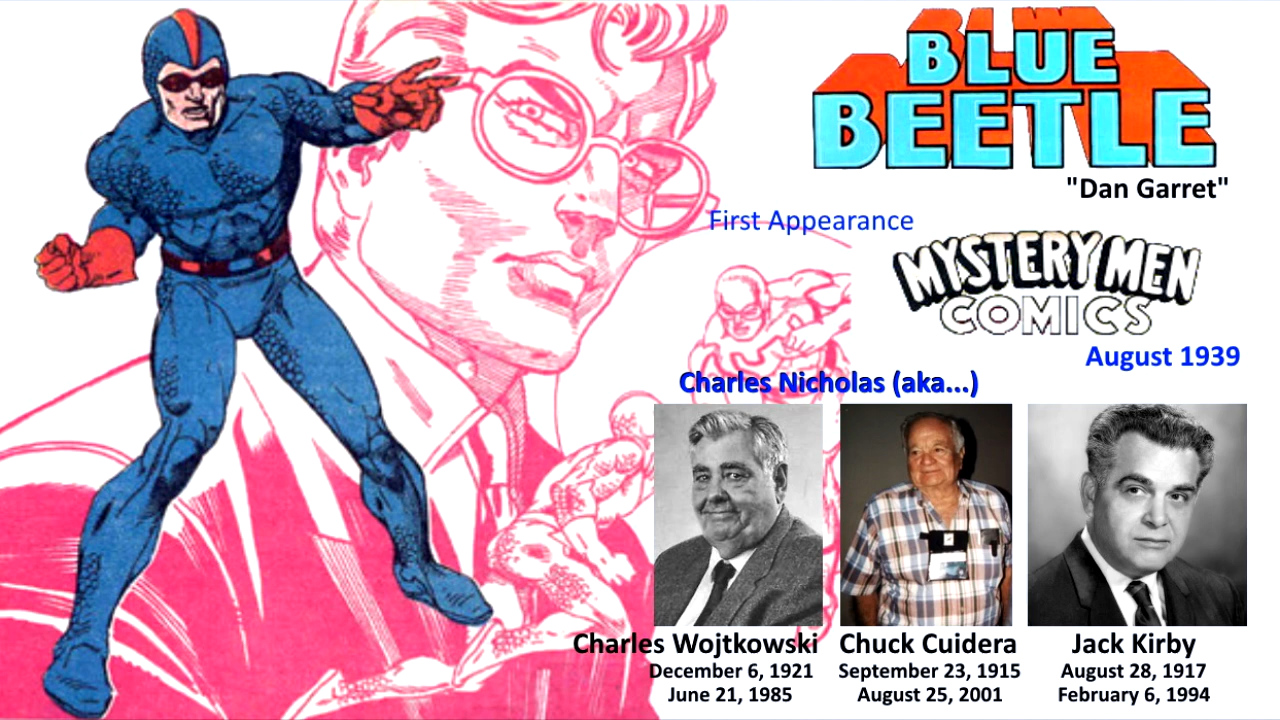 BLUE
BEETLE
"Dan Garret"
First Appearance
MYSTERY MEN
COMICS
August 1939
Charles Nicholas (aka...)
Charles Wojtkowski
December 6, 1921
June 21, 1985
Chuck Cuidera
September 23, 1915
August 25, 2001
Jack Kirby
August 28, 1917
February 6, 1994